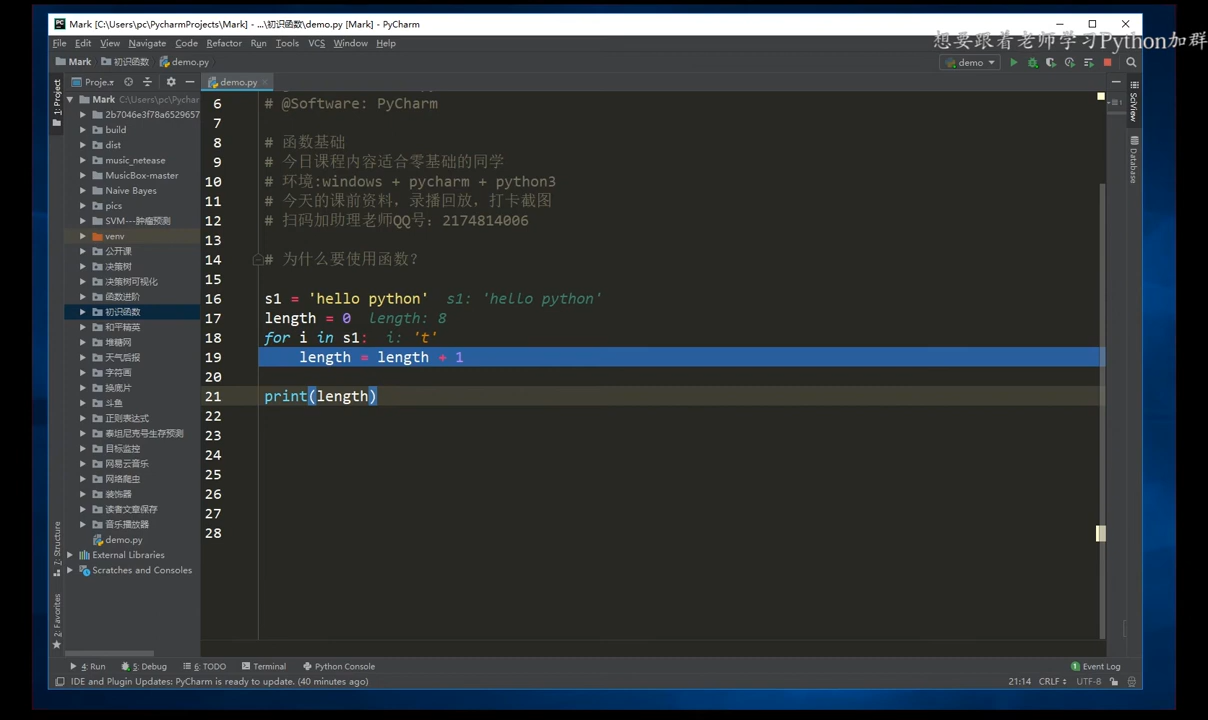 Mark [C:\Users\pc\PycharmProjects\Mark] - ...\初识函数\demo.py [Mark] - PyCharm
想要跟着老师学习Python加群
File Edit View Navigate Code Refactor Run Tools VCS Window Help
Mark 初识函数 demo.py
demo
1: Project
Proje..
demo.py
Mark C:\Users\pc\Pychar
2b7046e3f78a6529657
build
dist
music_netease
MusicBox-master
Naive Bayes
pics
SVM---肿瘤预测
venv
公开课
决策树
决策树可视化
函数进阶
初识函数
和平精英
堆糖网
天气后报
字符画
换底片
斗鱼
正则表达式
泰坦尼克号生存预测
目标监控
网易云音乐
网络爬虫
装饰器
读者文章保存
音乐播放器
demo.py
External Libraries
Scratches and Consoles
6 # @Software: PyCharm
7
8 # 函数基础
9 # 今日课程内容适合零基础的同学
10 # 环境:windows + pycharm + python3
11 # 今天的课前资料，录播回放，打卡截图
12 # 扫码加助理老师QQ号：2174814006
13
14 # 为什么要使用函数？
15
16 s1 = 'hello python' s1: 'hello python'
17 length = 0 length: 8
18 for i in s1: i: 't'
19 length = length + 1
20
21 print(length)
22
23
24
25
26
27
28
SciView
Database
7: Structure
2: Favorites
4: Run 5: Debug 6: TODO Terminal Python Console
1 Event Log
IDE and Plugin Updates: PyCharm is ready to update. (40 minutes ago)
21:14 CRLF UTF-8